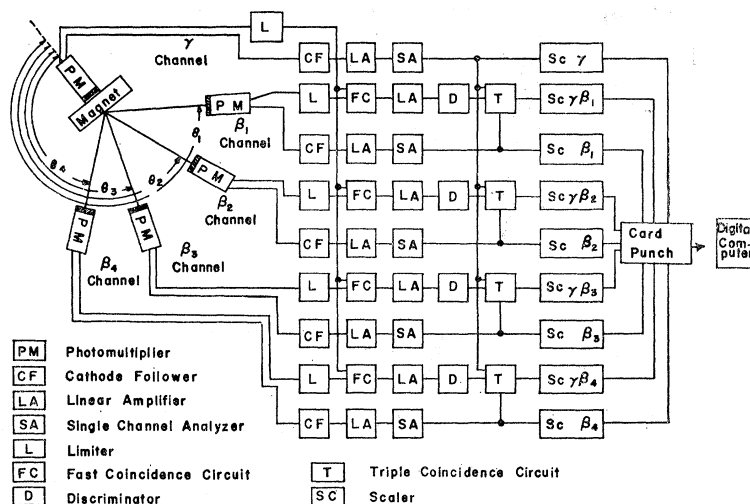 L
γ
Channel
CF LA SA Sc γ
PM
Magnet
PM
β1
Channel
L FC LA D T Sc γβ1
θ1
CF LA SA Sc β1
θ4 θ3 θ2
PM
β2
Channel
L FC LA D T Sc γβ2
CF LA SA Sc β2
PM PM
β4
Channel
β3
Channel
Card
Punch
Digital
Com-
puter
L FC LA D T Sc γβ3
CF LA SA Sc β3
L FC LA D T Sc γβ4
CF LA SA Sc β4
PM Photomultiplier
CF Cathode Follower
LA Linear Amplifier
SA Single Channel Analyzer
L Limiter
FC Fast Coincidence Circuit
D Discriminator
T Triple Coincidence Circuit
SC Scaler